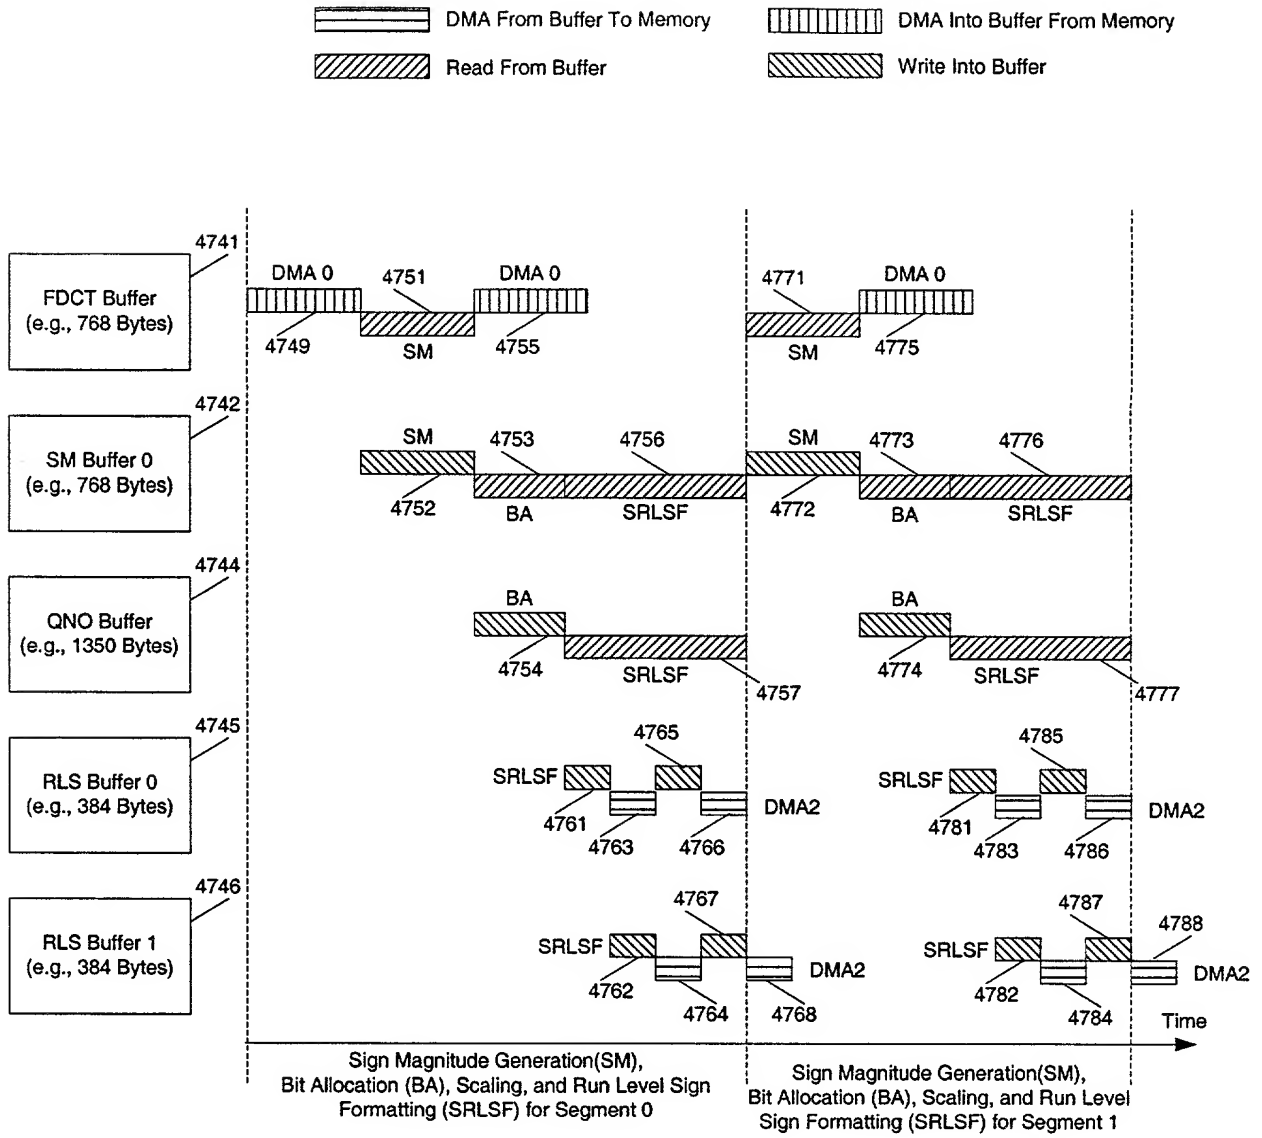 DMA From Buffer To Memory
DMA Into Buffer From Memory
Read From Buffer
Write Into Buffer
4741
FDCT Buffer
(e.g., 768 Bytes)
DMA 0
4751
DMA 0
4771
DMA 0
4749
SM
4755
SM
4775
4742
SM Buffer 0
(e.g., 768 Bytes)
SM
4753
4756
SM
4773
4776
4752
BA
SRLSF
4772
BA
SRLSF
4744
QNO Buffer
(e.g., 1350 Bytes)
BA
BA
4754
SRLSF
4757
4774
SRLSF
4777
4745
RLS Buffer 0
(e.g., 384 Bytes)
4765
4785
SRLSF
DMA2
SRLSF
DMA2
4761
4763
4766
4781
4783
4786
4746
RLS Buffer 1
(e.g., 384 Bytes)
4767
4787
4788
SRLSF
DMA2
SRLSF
DMA2
4762
4764
4768
4782
4784
Time
Sign Magnitude Generation(SM),
Bit Allocation (BA), Scaling, and Run Level Sign
Formatting (SRLSF) for Segment 0
Sign Magnitude Generation(SM),
Bit Allocation (BA), Scaling, and Run Level
Sign Formatting (SRLSF) for Segment 1